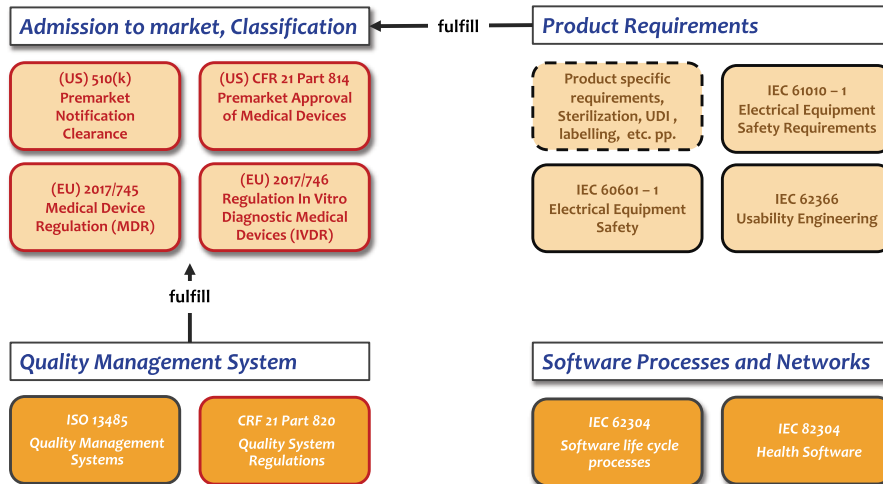 Admission to market, Classification
fulfill
Product Requirements
(US) 510(k)
Premarket
Notification
Clearance
(US) CFR 21 Part 814
Premarket Approval
of Medical Devices
Product specific
requirements,
Sterilization, UDI ,
labelling, etc. pp.
IEC 61010 – 1
Electrical Equipment
Safety Requirements
(EU) 2017/745
Medical Device
Regulation (MDR)
(EU) 2017/746
Regulation In Vitro
Diagnostic Medical
Devices (IVDR)
IEC 60601 – 1
Electrical Equipment
Safety
IEC 62366
Usability Engineering
fulfill
Quality Management System
Software Processes and Networks
ISO 13485
Quality Management
Systems
CRF 21 Part 820
Quality System
Regulations
IEC 62304
Software life cycle
processes
IEC 82304
Health Software